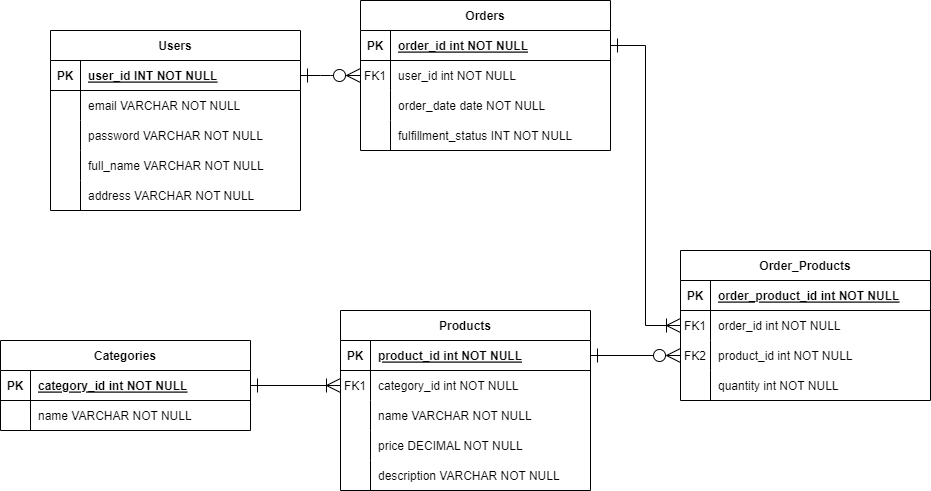 Users
PK user_id INT NOT NULL
email VARCHAR NOT NULL
password VARCHAR NOT NULL
full_name VARCHAR NOT NULL
address VARCHAR NOT NULL
Orders
PK order_id int NOT NULL
FK1 user_id int NOT NULL
order_date date NOT NULL
fulfillment_status INT NOT NULL
Order_Products
PK order_product_id int NOT NULL
FK1 order_id int NOT NULL
FK2 product_id int NOT NULL
quantity int NOT NULL
Categories
PK category_id int NOT NULL
name VARCHAR NOT NULL
Products
PK product_id int NOT NULL
FK1 category_id int NOT NULL
name VARCHAR NOT NULL
price DECIMAL NOT NULL
description VARCHAR NOT NULL